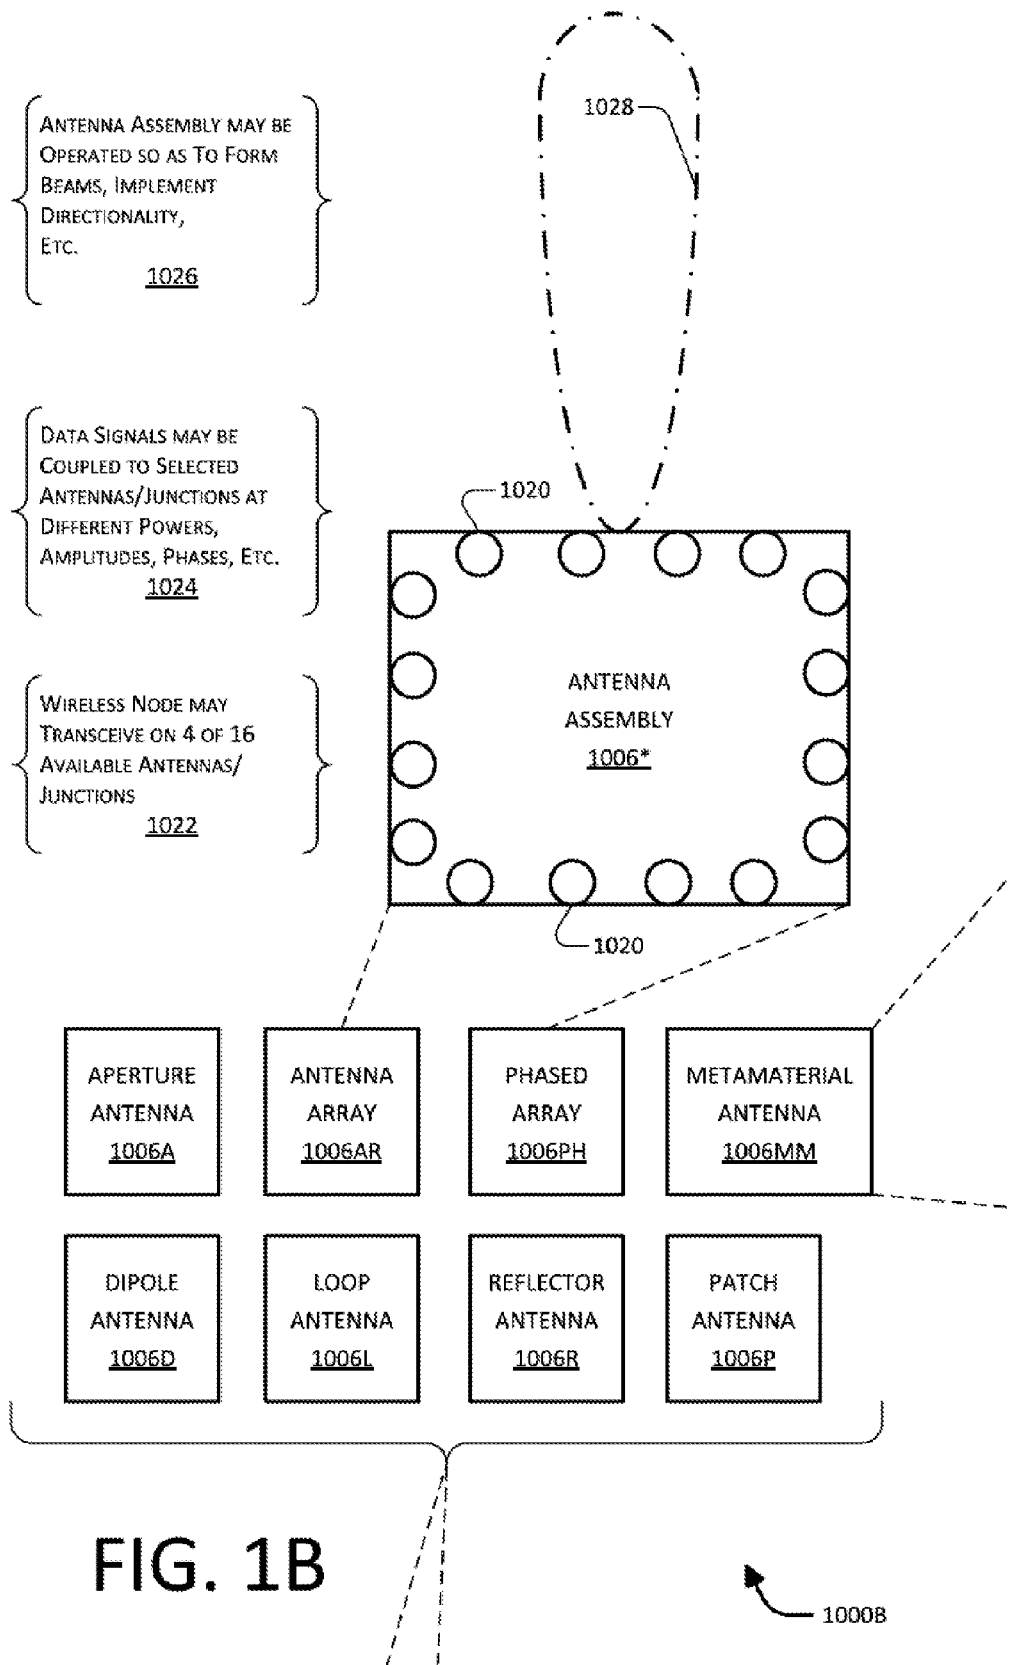 1028
ANTENNA ASSEMBLY MAY BE
OPERATED SO AS TO FORM
BEAMS, IMPLEMENT
DIRECTIONALITY,
ETC.
1026
DATA SIGNALS MAY BE
COUPLED TO SELECTED
ANTENNAS/JUNCTIONS AT
DIFFERENT POWERS,
AMPLITUDES, PHASES, ETC.
1024
1020
WIRELESS NODE MAY
TRANSCEIVE ON 4 OF 16
AVAILABLE ANTENNAS/
JUNCTIONS
1022
ANTENNA
ASSEMBLY
1006*
1020
APERTURE
ANTENNA
1006A
ANTENNA
ARRAY
1006AR
PHASED
ARRAY
1006PH
METAMATERIAL
ANTENNA
1006MM
DIPOLE
ANTENNA
1006D
LOOP
ANTENNA
1006L
REFLECTOR
ANTENNA
1006R
PATCH
ANTENNA
1006P
FIG. 1B
1000B